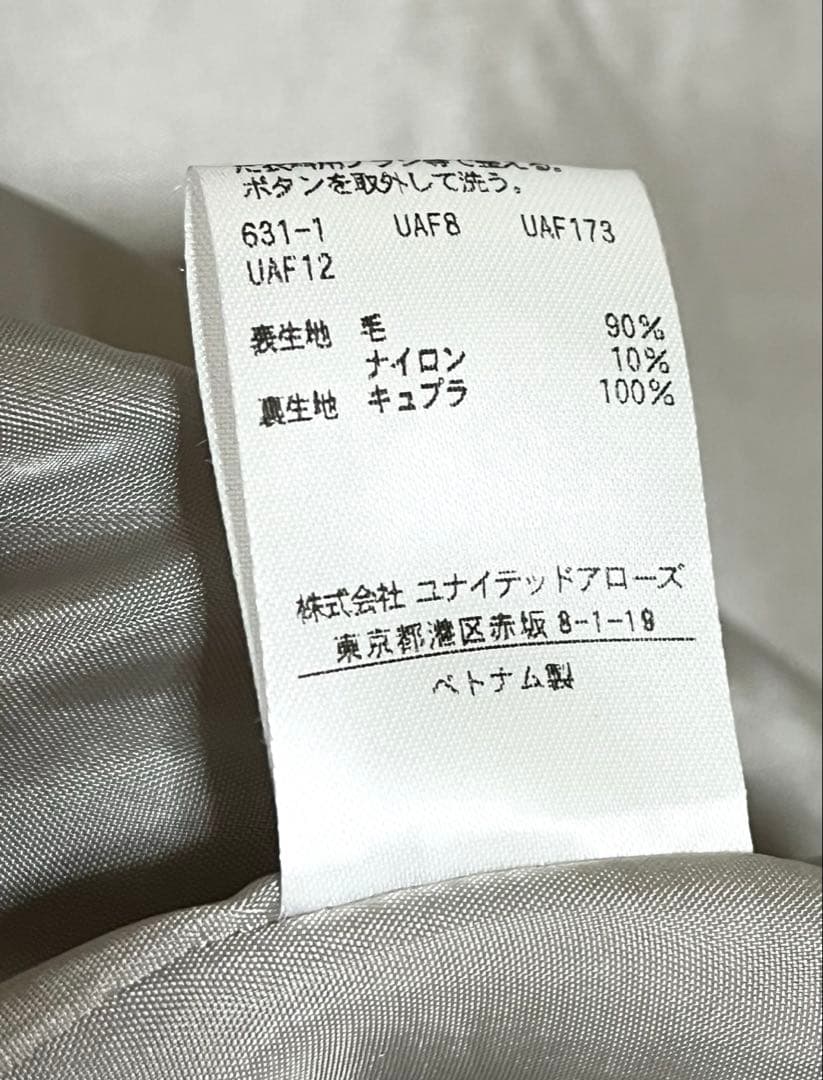 ボタンを取外して洗う。
631-1 UAF8 UAF173
UAF12
表生地 毛 90%
ナイロン 10%
裏生地 キュプラ 100%
株式会社 ユナイテッドアローズ
東京都港区赤坂 8-1-19
ベトナム製